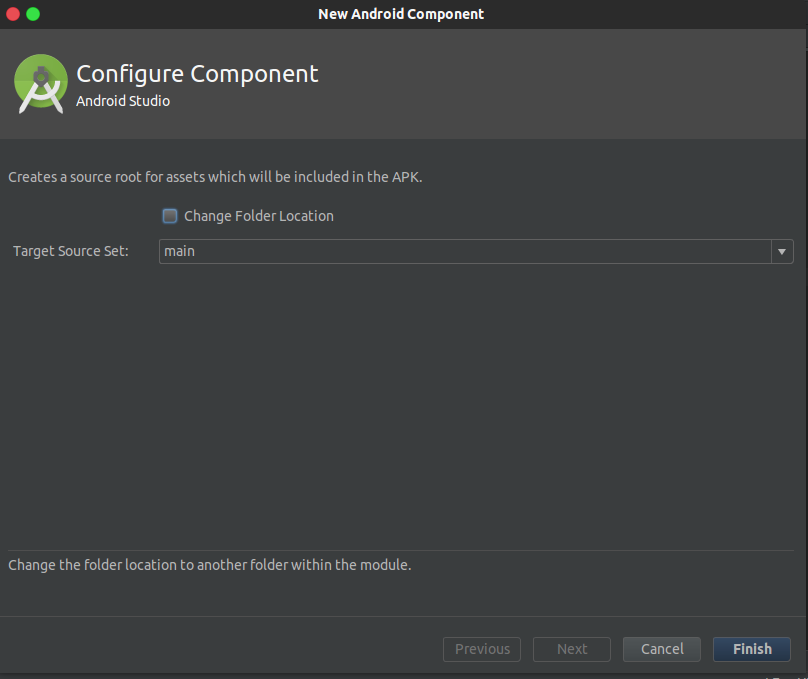 New Android Component
Configure Component
Android Studio
Creates a source root for assets which will be included in the APK.
Change Folder Location
Target Source Set: main
Change the folder location to another folder within the module.
Previous Next Cancel Finish